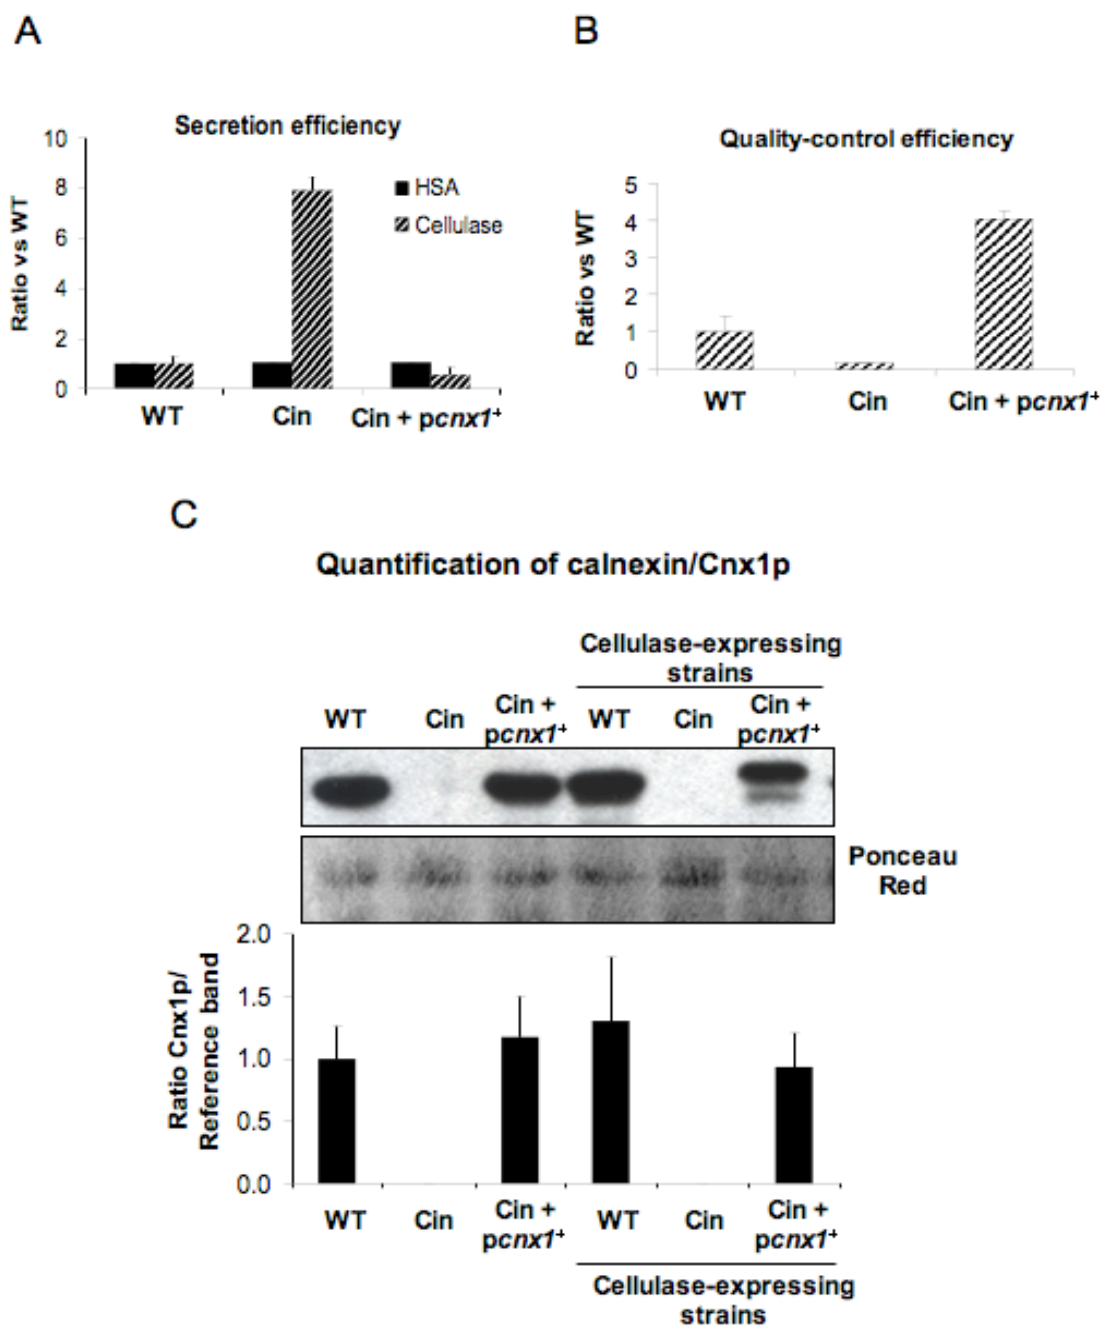 A
Secretion efficiency
Ratio vs WT
10
8
6
4
2
0
HSA
Cellulase
WT
Cin
Cin + pcnx1+
B
Quality-control efficiency
Ratio vs WT
5
4
3
2
1
0
WT
Cin
Cin + pcnx1+
C
Quantification of calnexin/Cnx1p
Cellulase-expressing
strains
WT
Cin
Cin +
pcnx1+
WT
Cin
Cin +
pcnx1+
Ponceau
Red
Ratio Cnx1p/
Reference band
2.0
1.5
1.0
0.5
0.0
WT
Cin
Cin +
pcnx1+
WT
Cin
Cin +
pcnx1+
Cellulase-expressing
strains